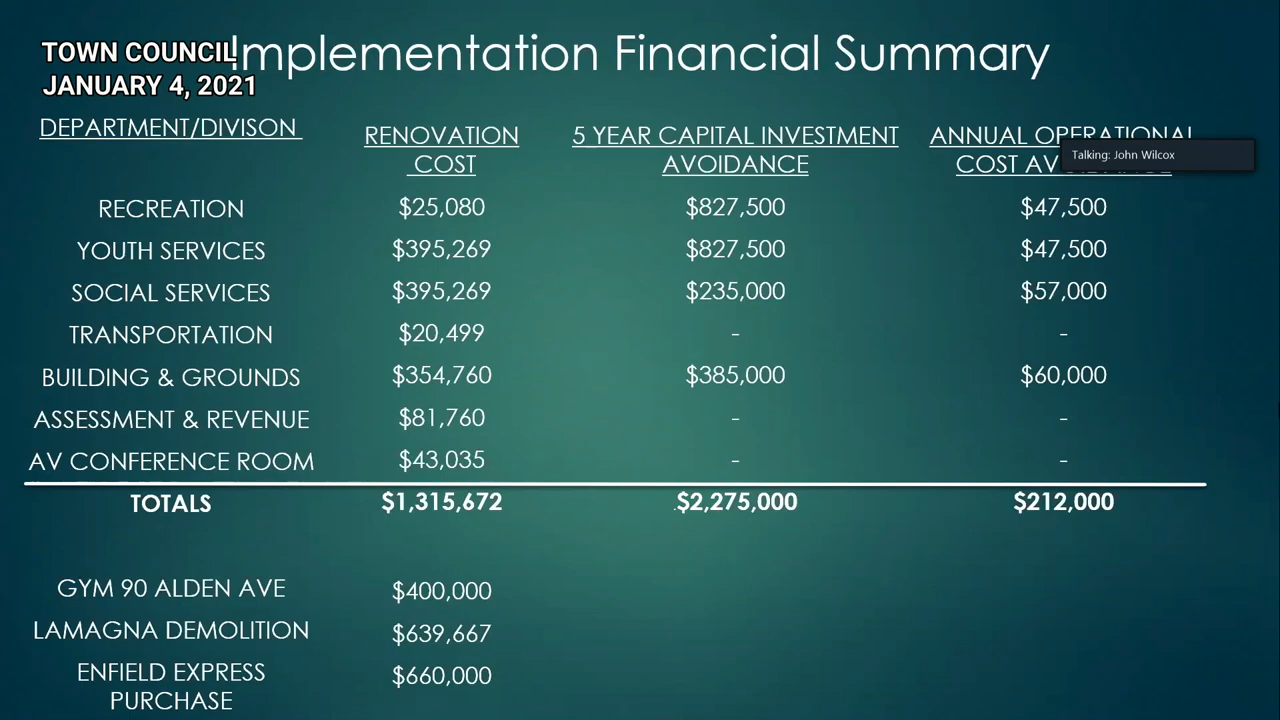 TOWN COUNCIL
JANUARY 4, 2021
Implementation Financial Summary
DEPARTMENT/DIVISON
RENOVATION
COST
5 YEAR CAPITAL INVESTMENT
AVOIDANCE
ANNUAL OPERATIONAL
COST
Talking: John Wilcox
RECREATION $25,080 $827,500 $47,500
YOUTH SERVICES $395,269 $827,500 $47,500
SOCIAL SERVICES $395,269 $235,000 $57,000
TRANSPORTATION $20,499 - -
BUILDING & GROUNDS $354,760 $385,000 $60,000
ASSESSMENT & REVENUE $81,760 - -
AV CONFERENCE ROOM $43,035 - -
TOTALS $1,315,672 .$2,275,000 $212,000
GYM 90 ALDEN AVE $400,000
LAMAGNA DEMOLITION $639,667
ENFIELD EXPRESS $660,000
PURCHASE